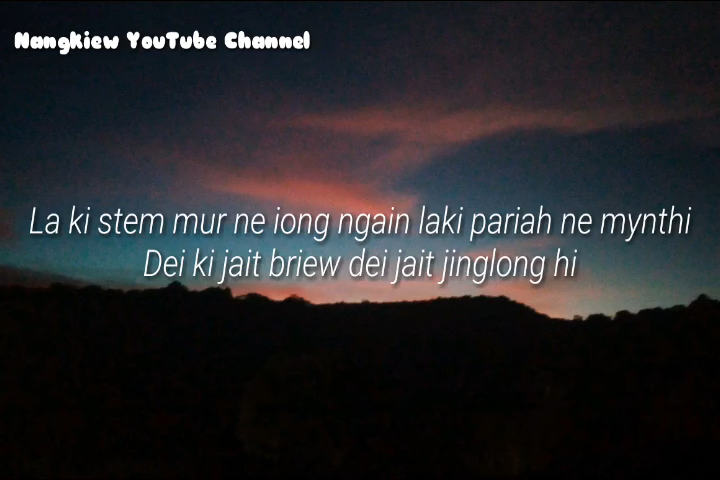 Nangkiew YouTube Channel
La ki stem mur ne iong ngain laki pariah ne mynthi
Dei ki jait briew dei jait jinglong hi